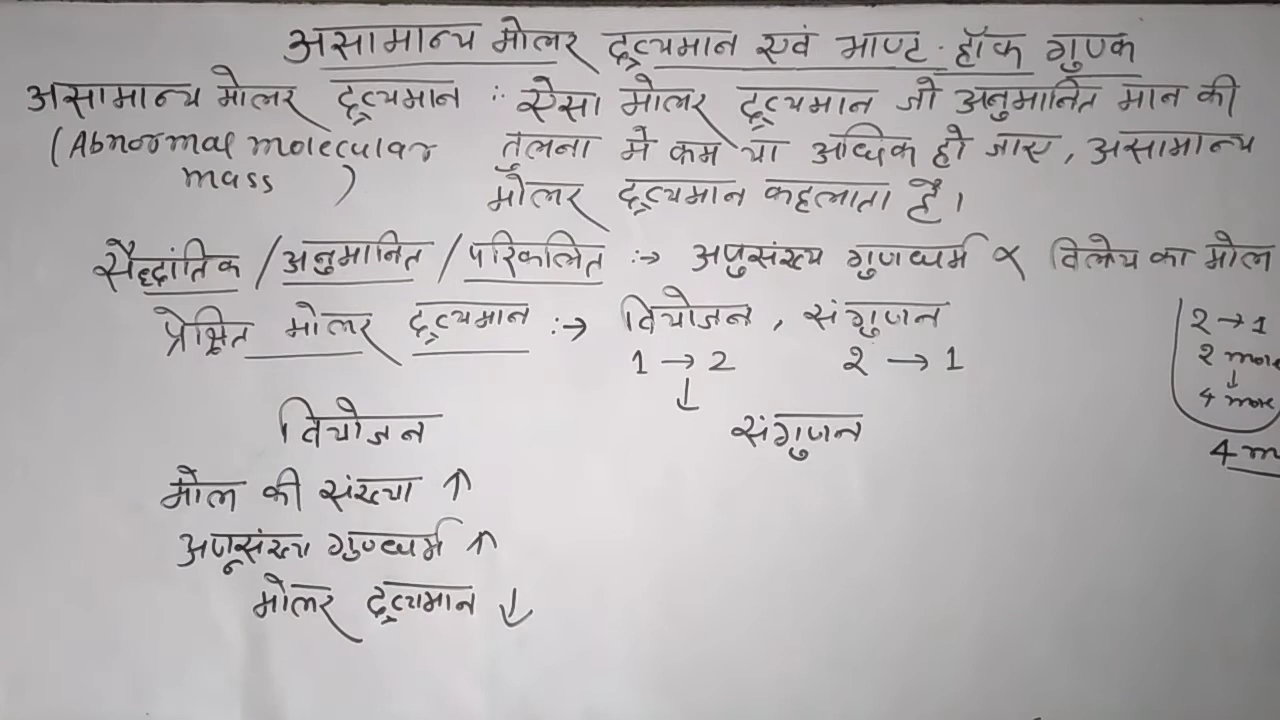 असामान्य मोलर द्रव्यमान एवं माण्ट-हॉक गुणक
असामान्य मोलर द्रव्यमान :- ऐसा मोलर द्रव्यमान जो अनुमानित मान की
(Abnormal molecular तुलना मे कम या अधिक हो जाए, असामान्य
mass ) मोलर द्रव्यमान कहलाता है।
सैद्धांतिक / अनुमानित / परिकलित :→ अणुसंख्य गुणधर्म ∝ विलेय का मोल
प्रेक्षित मोलर द्रव्यमान :→ वियोजन, संगुणन
1 → 2 2 → 1
↓
2 → 1
2 mole
↓
4 mole
4 m
वियोजन संगुणन
मोल की संख्या ↑
अणुसंख्य गुणधर्म ↑
मोलर द्रव्यमान ↓